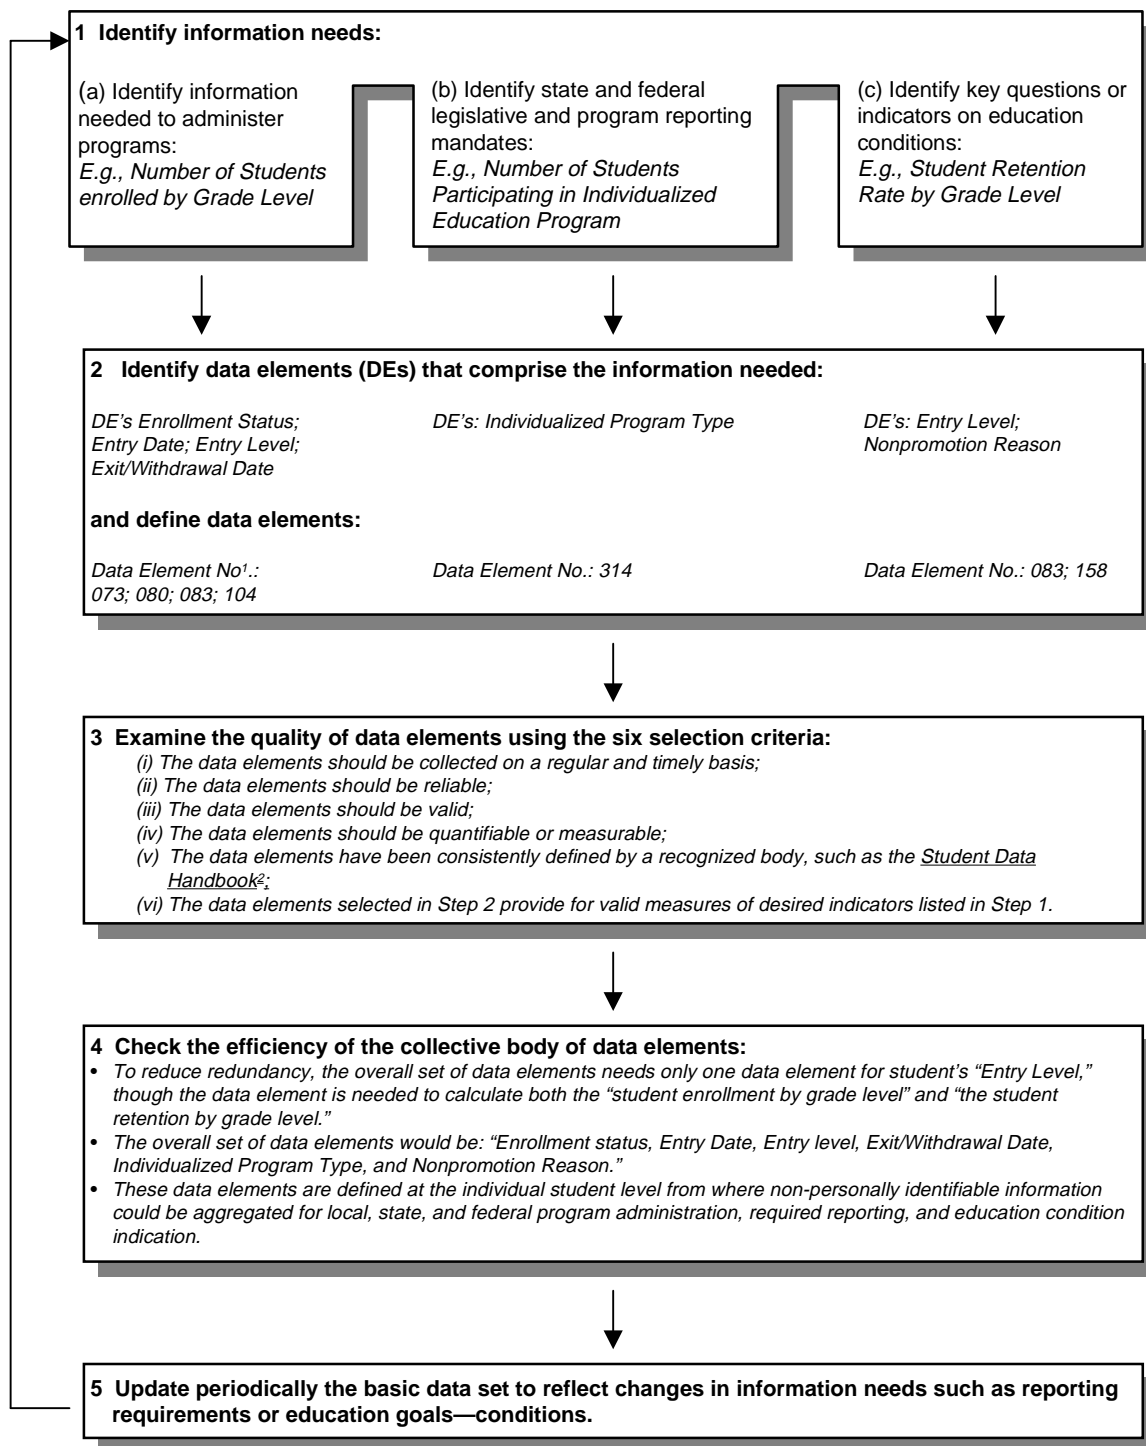 1 Identify information needs:
(a) Identify information
needed to administer
programs:
E.g., Number of Students
enrolled by Grade Level
(b) Identify state and federal
legislative and program reporting
mandates:
E.g., Number of Students
Participating in Individualized
Education Program
(c) Identify key questions or
indicators on education
conditions:
E.g., Student Retention
Rate by Grade Level
2 Identify data elements (DEs) that comprise the information needed:
DE’s Enrollment Status;
Entry Date; Entry Level;
Exit/Withdrawal Date
DE’s: Individualized Program Type
DE’s: Entry Level;
Nonpromotion Reason
and define data elements:
Data Element No¹.:
073; 080; 083; 104
Data Element No.: 314
Data Element No.: 083; 158
3 Examine the quality of data elements using the six selection criteria:
(i) The data elements should be collected on a regular and timely basis;
(ii) The data elements should be reliable;
(iii) The data elements should be valid;
(iv) The data elements should be quantifiable or measurable;
(v) The data elements have been consistently defined by a recognized body, such as the Student Data
Handbook²;
(vi) The data elements selected in Step 2 provide for valid measures of desired indicators listed in Step 1.
4 Check the efficiency of the collective body of data elements:
• To reduce redundancy, the overall set of data elements needs only one data element for student’s “Entry Level,”
though the data element is needed to calculate both the “student enrollment by grade level” and “the student
retention by grade level.”
• The overall set of data elements would be: “Enrollment status, Entry Date, Entry level, Exit/Withdrawal Date,
Individualized Program Type, and Nonpromotion Reason.”
• These data elements are defined at the individual student level from where non-personally identifiable information
could be aggregated for local, state, and federal program administration, required reporting, and education condition
indication.
5 Update periodically the basic data set to reflect changes in information needs such as reporting
requirements or education goals—conditions.